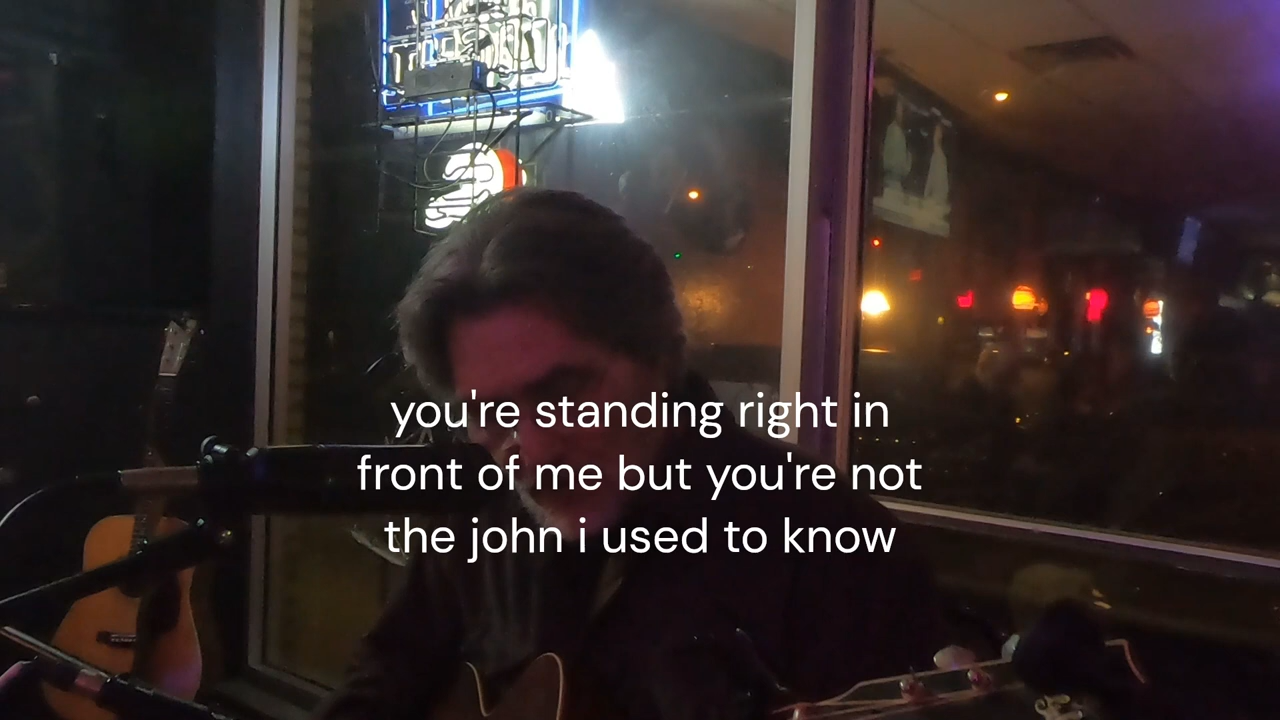 you're standing right in
front of me but you're not
the john i used to know